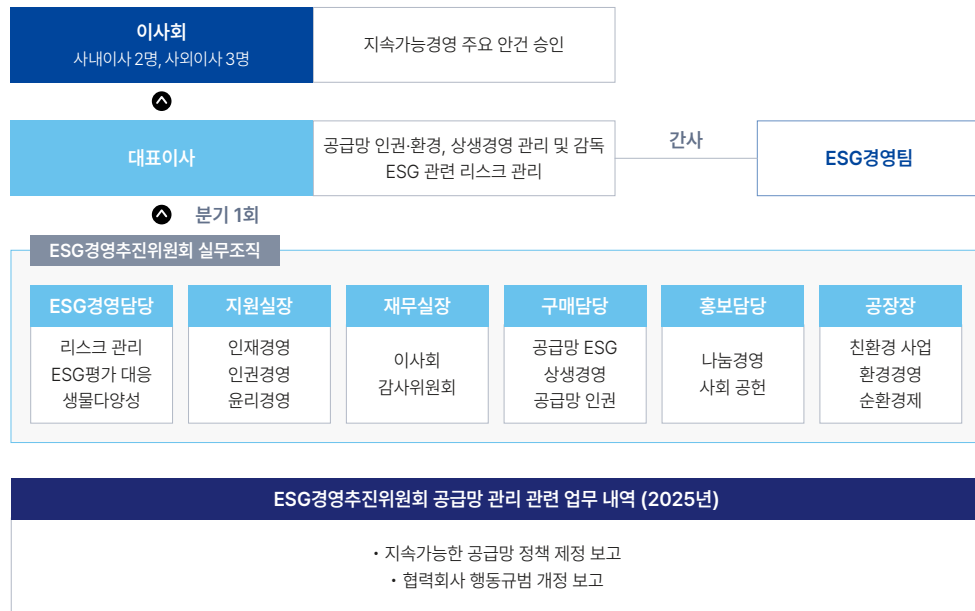 이사회
사내이사 2명, 사외이사 3명
지속가능경영 주요 안건 승인
대표이사
공급망 인권·환경, 상생경영 관리 및 감독
ESG 관련 리스크 관리
간사
ESG경영팀
분기 1회
ESG경영추진위원회 실무조직
ESG경영담당
리스크 관리
ESG평가 대응
생물다양성
지원실장
인재경영
인권경영
윤리경영
재무실장
이사회
감사위원회
구매담당
공급망 ESG
상생경영
공급망 인권
홍보담당
나눔경영
사회 공헌
공장장
친환경 사업
환경경영
순환경제
ESG경영추진위원회 공급망 관리 관련 업무 내역 (2025년)
• 지속가능한 공급망 정책 제정 보고
• 협력회사 행동규범 개정 보고